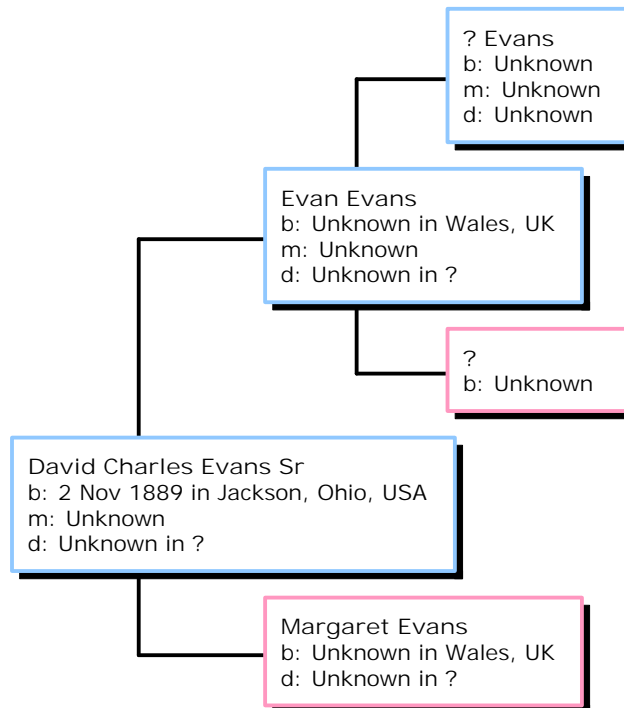 ? Evans
b: Unknown
m: Unknown
d: Unknown
Evan Evans
b: Unknown in Wales, UK
m: Unknown
d: Unknown in ?
?
b: Unknown
David Charles Evans Sr
b: 2 Nov 1889 in Jackson, Ohio, USA
m: Unknown
d: Unknown in ?
Margaret Evans
b: Unknown in Wales, UK
d: Unknown in ?